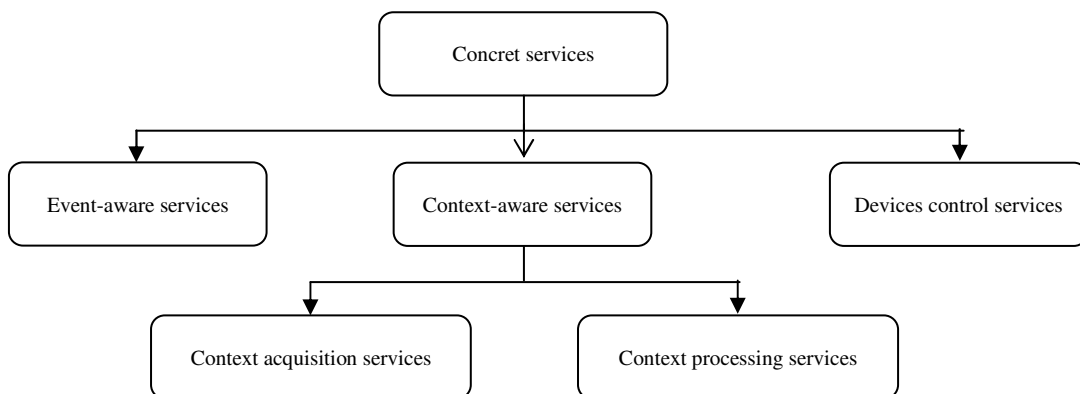 Concret services
Event-aware services
Context-aware services
Devices control services
Context acquisition services
Context processing services